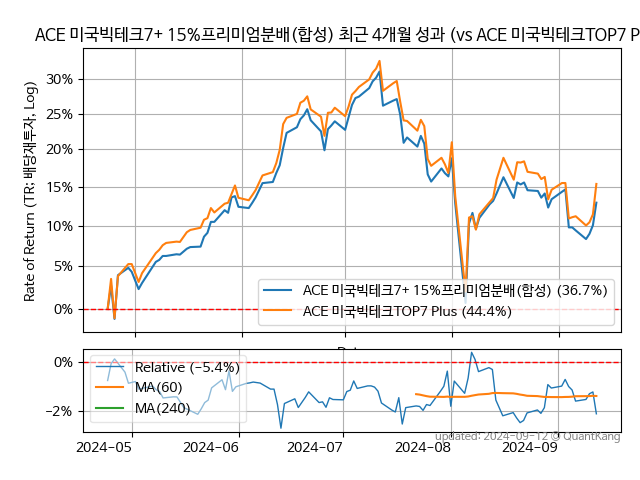 ACE 미국빅테크7+ 15%프리미엄분배(합성) 최근 4개월 성과 (vs ACE 미국빅테크TOP7 P
Rate of Return (TR: 배당재투자, Log)
30%
25%
20%
15%
10%
5%
0%
ACE 미국빅테크7+ 15%프리미엄분배(합성) (36.7%)
ACE 미국빅테크TOP7 Plus (44.4%)
0%
−2%
Relative (−5.4%)
MA(60)
MA(240)
2024−05
2024−06
2024−07
2024−08
2024−09
updated: 2024−09−12 © QuantKang